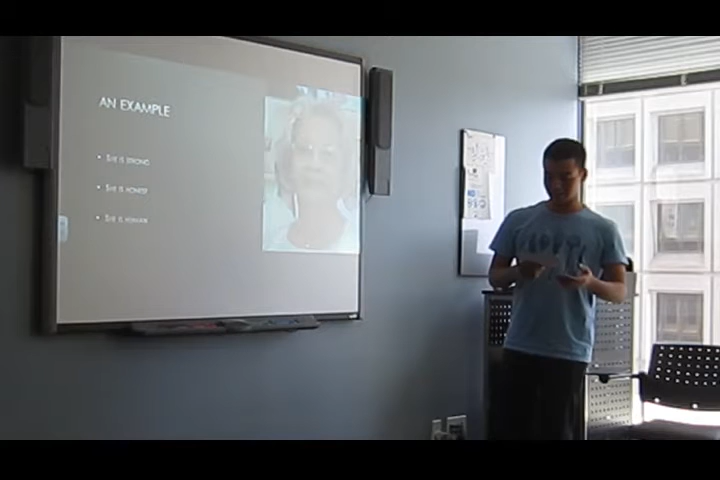 AN EXAMPLE
• SHE IS STRONG
• SHE IS HONEST
• SHE IS HUMAN